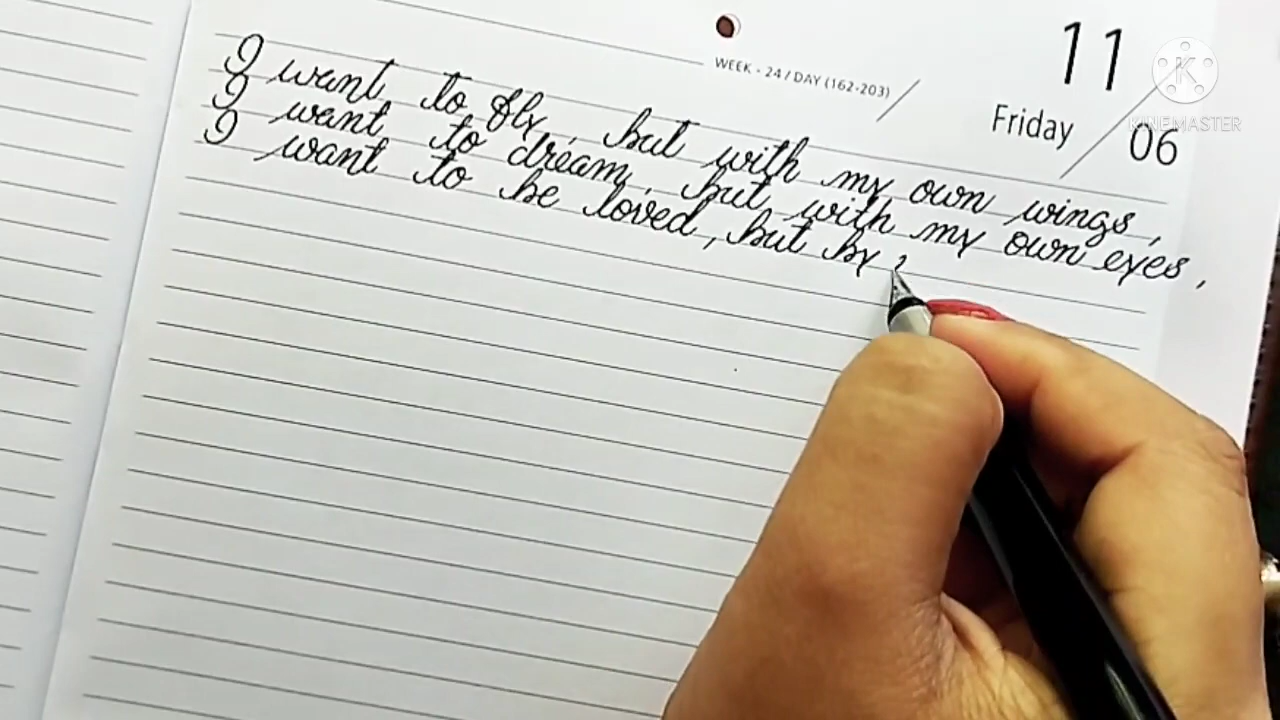 11
WEEK - 24 / DAY (162-203)
Friday
06
KINEMASTER
I want to fly, but with my own wings,
I want to dream, but with my own eyes,
I want to be loved, but by